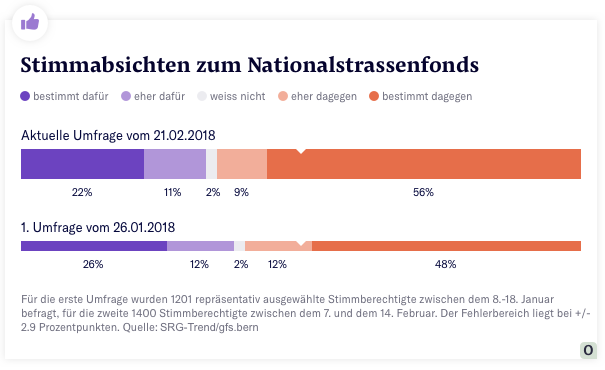 Stimmabsichten zum Nationalstrassenfonds
bestimmt dafür eher dafür weiss nicht eher dagegen bestimmt dagegen
Aktuelle Umfrage vom 21.02.2018
22% 11% 2% 9% 56%
1. Umfrage vom 26.01.2018
26% 12% 2% 12% 48%
Für die erste Umfrage wurden 1201 repräsentativ ausgewählte Stimmberechtigte zwischen dem 8.-18. Januar
befragt, für die zweite 1400 Stimmberechtigte zwischen dem 7. und dem 14. Februar. Der Fehlerbereich liegt bei +/-
2.9 Prozentpunkten. Quelle: SRG-Trend/gfs.bern
O